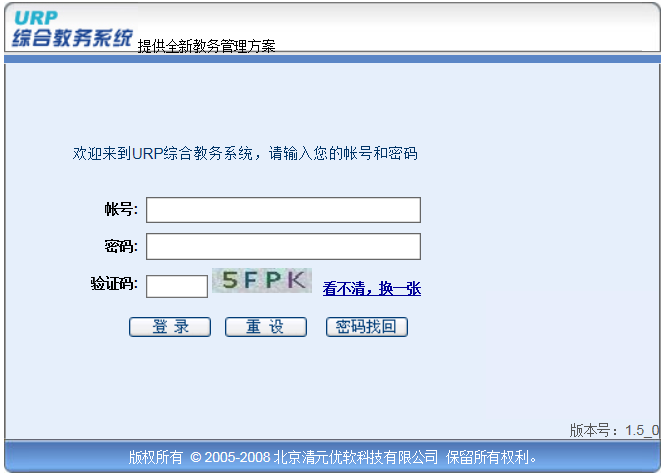 URP
综合教务系统 提供全新教务管理方案
欢迎来到URP综合教务系统，请输入您的帐号和密码
帐号:
密码:
验证码: 5FPK 看不清，换一张
登 录 重 设 密码找回
版本号：1.5_0
版权所有 © 2005-2008 北京清元优软科技有限公司 保留所有权利。